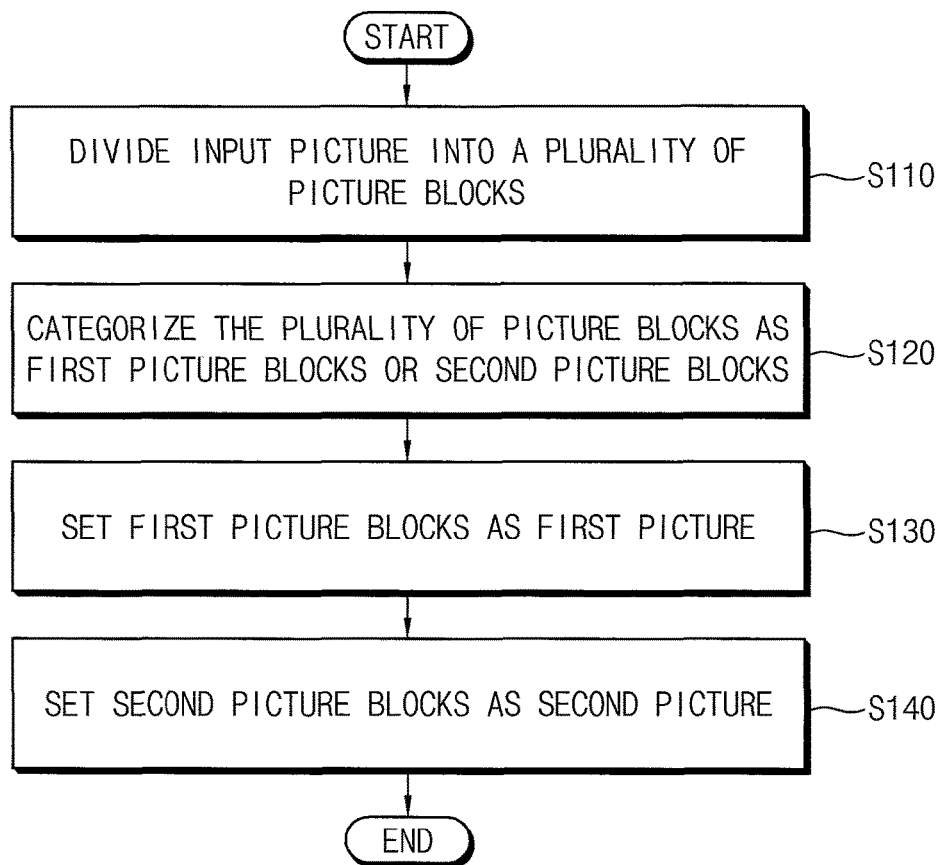 START
DIVIDE INPUT PICTURE INTO A PLURALITY OF
PICTURE BLOCKS
S110
CATEGORIZE THE PLURALITY OF PICTURE BLOCKS AS
FIRST PICTURE BLOCKS OR SECOND PICTURE BLOCKS
S120
SET FIRST PICTURE BLOCKS AS FIRST PICTURE
S130
SET SECOND PICTURE BLOCKS AS SECOND PICTURE
S140
END